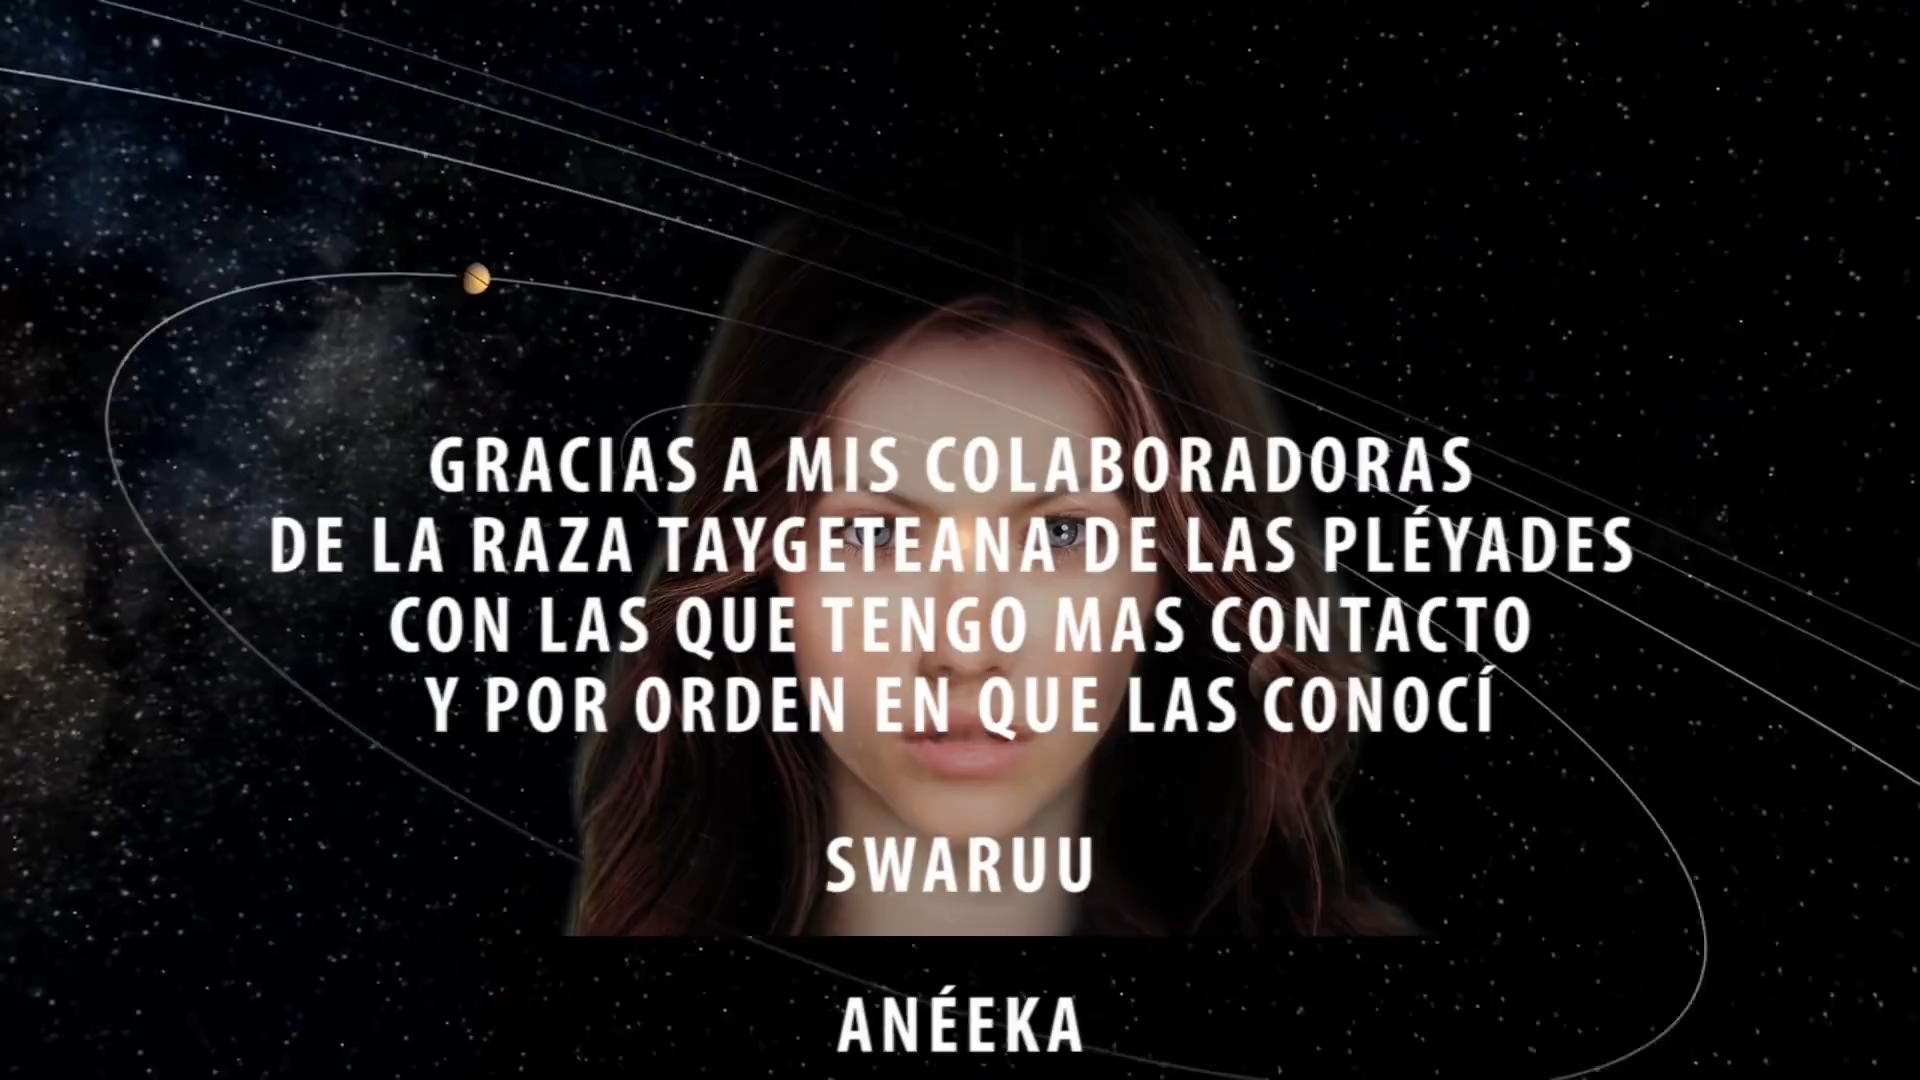 GRACIAS A MIS COLABORADORAS
DE LA RAZA TAYGETEANA DE LAS PLÉYADES
CON LAS QUE TENGO MAS CONTACTO
Y POR ORDEN EN QUE LAS CONOCÍ
SWARUU
ANÉEKA